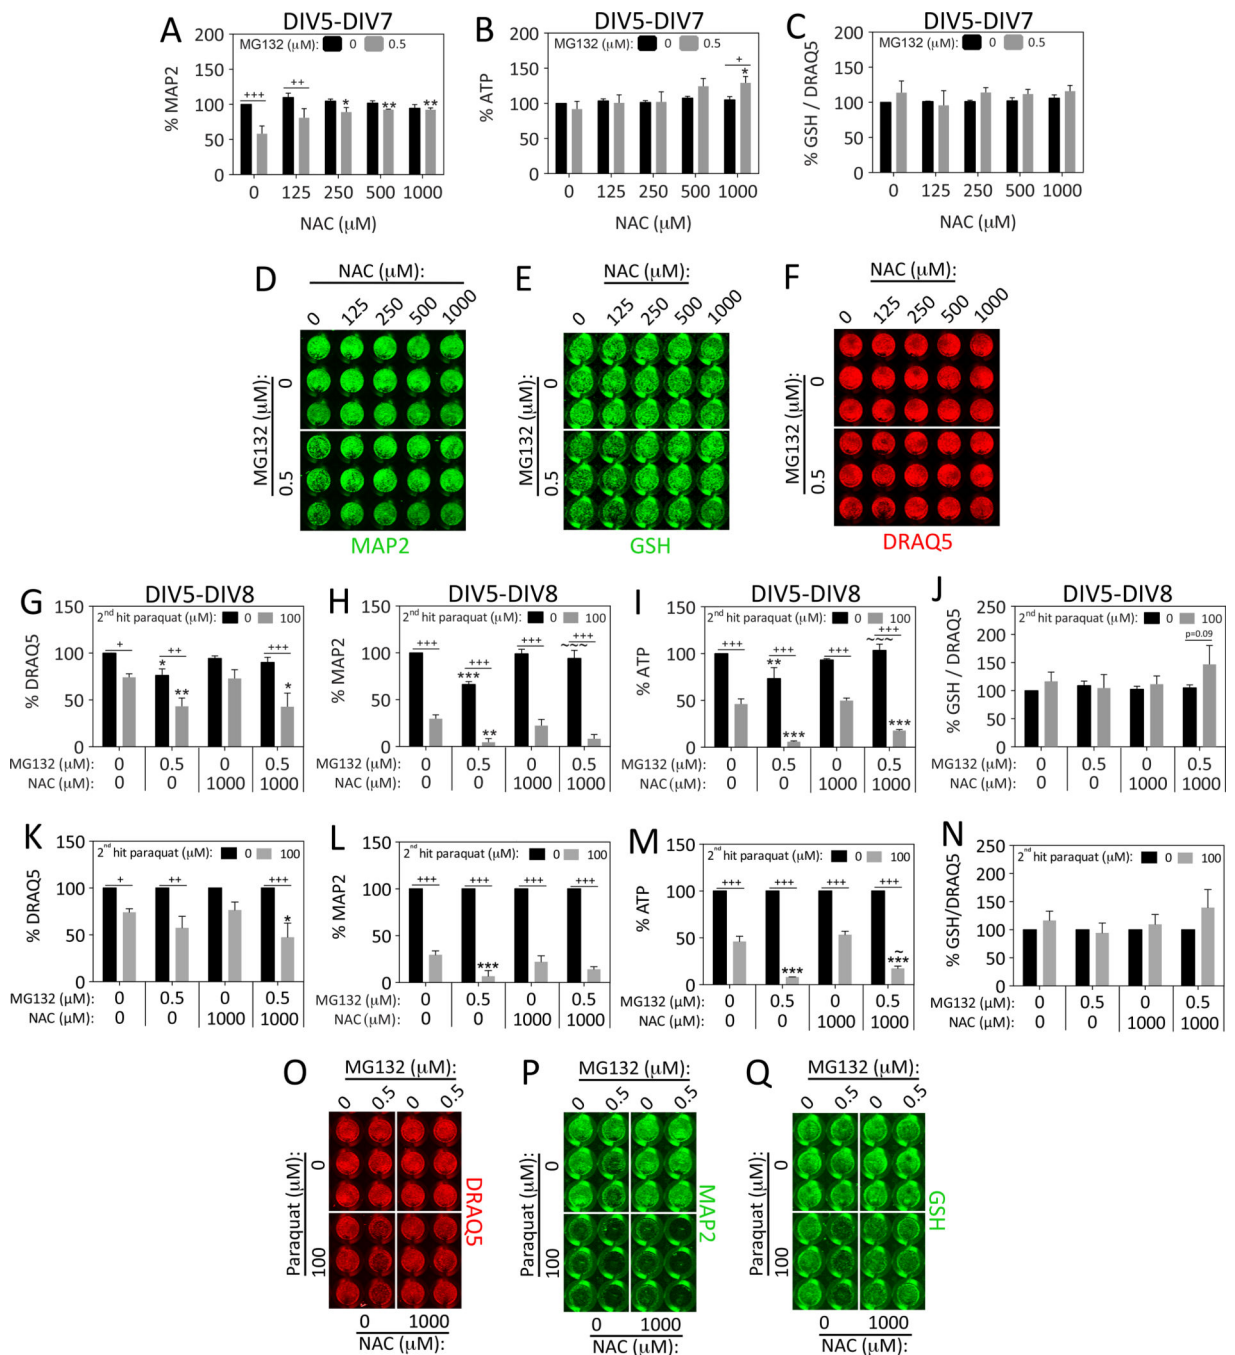 A
DIV5-DIV7
MG132 (µM): 0 0.5
+++ ++ * ** **
% MAP2
200
150
100
50
0
0 125 250 500 1000
NAC (µM)
B
DIV5-DIV7
MG132 (µM): 0 0.5
+
*
% ATP
200
150
100
50
0
0 125 250 500 1000
NAC (µM)
C
DIV5-DIV7
MG132 (µM): 0 0.5
% GSH / DRAQ5
200
150
100
50
0
0 125 250 500 1000
NAC (µM)
D
NAC (µM):
0 125 250 500 1000
MG132 (µM):
0
0.5
MAP2
E
NAC (µM):
0 125 250 500 1000
MG132 (µM):
0
0.5
GSH
F
NAC (µM):
0 125 250 500 1000
MG132 (µM):
0
0.5
DRAQ5
G
DIV5-DIV8
2nd hit paraquat (µM): 0 100
+ ++ +++
* ** *
% DRAQ5
150
100
50
0
MG132 (µM): 0 0.5 0 0.5
NAC (µM): 0 0 1000 1000
H
2nd hit paraquat (µM): 0 100
+++ +++ +++ +++
*** ** ~~~
% MAP2
150
100
50
0
0 0.5 0 0.5
0 0 1000 1000
I
DIV5-DIV8
2nd hit paraquat (µM): 0 100
+++ +++ +++ +++
** *** ~~~ ***
% ATP
150
100
50
0
MG132 (µM): 0 0.5 0 0.5
NAC (µM): 0 0 1000 1000
J
DIV5-DIV8
2nd hit paraquat (µM): 0 100
p=0.09
% GSH / DRAQ5
250
200
150
100
50
0
MG132 (µM): 0 0.5 0 0.5
NAC (µM): 0 0 1000 1000
K
2nd hit paraquat (µM): 0 100
+ ++ +++
*
% DRAQ5
150
100
50
0
MG132 (µM): 0 0.5 0 0.5
NAC (µM): 0 0 1000 1000
L
2nd hit paraquat (µM): 0 100
+++ +++ +++ +++
***
% MAP2
150
100
50
0
MG132 (µM): 0 0.5 0 0.5
NAC (µM): 0 0 1000 1000
M
2nd hit paraquat (µM): 0 100
+++ +++ +++ +++
*** ~ ***
% ATP
150
100
50
0
MG132 (µM): 0 0.5 0 0.5
NAC (µM): 0 0 1000 1000
N
2nd hit paraquat (µM): 0 100
% GSH/DRAQ5
250
200
150
100
50
0
MG132 (µM): 0 0.5 0 0.5
NAC (µM): 0 0 1000 1000
O
MG132 (µM):
0 0.5 0 0.5
Paraquat (µM):
0
100
DRAQ5
0 1000
NAC (µM):
P
MG132 (µM):
0 0.5 0 0.5
Paraquat (µM):
0
100
MAP2
0 1000
NAC (µM):
Q
MG132 (µM):
0 0.5 0 0.5
Paraquat (µM):
0
100
GSH
0 1000
NAC (µM):